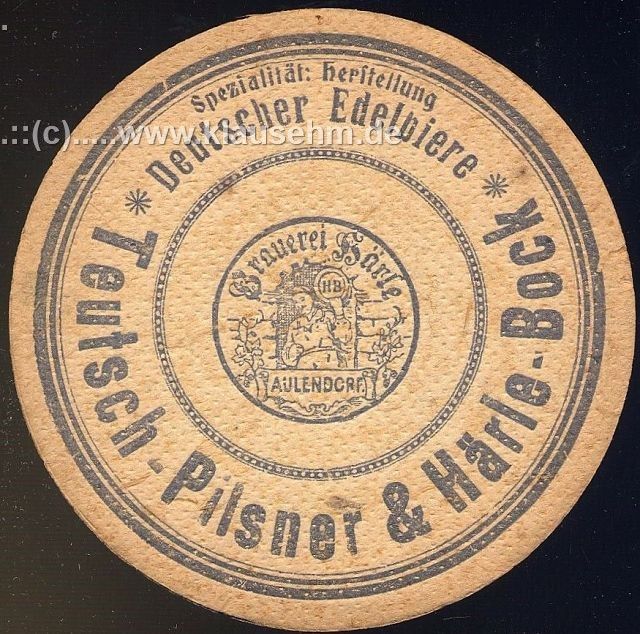 Spezialität: Herstellung
.::(c).....www.klausehm.de
* Deutscher Edelbiere *
Teutsch-Pilsner & Härle-Bock
Brauerei Härle
HB
AULENDORF